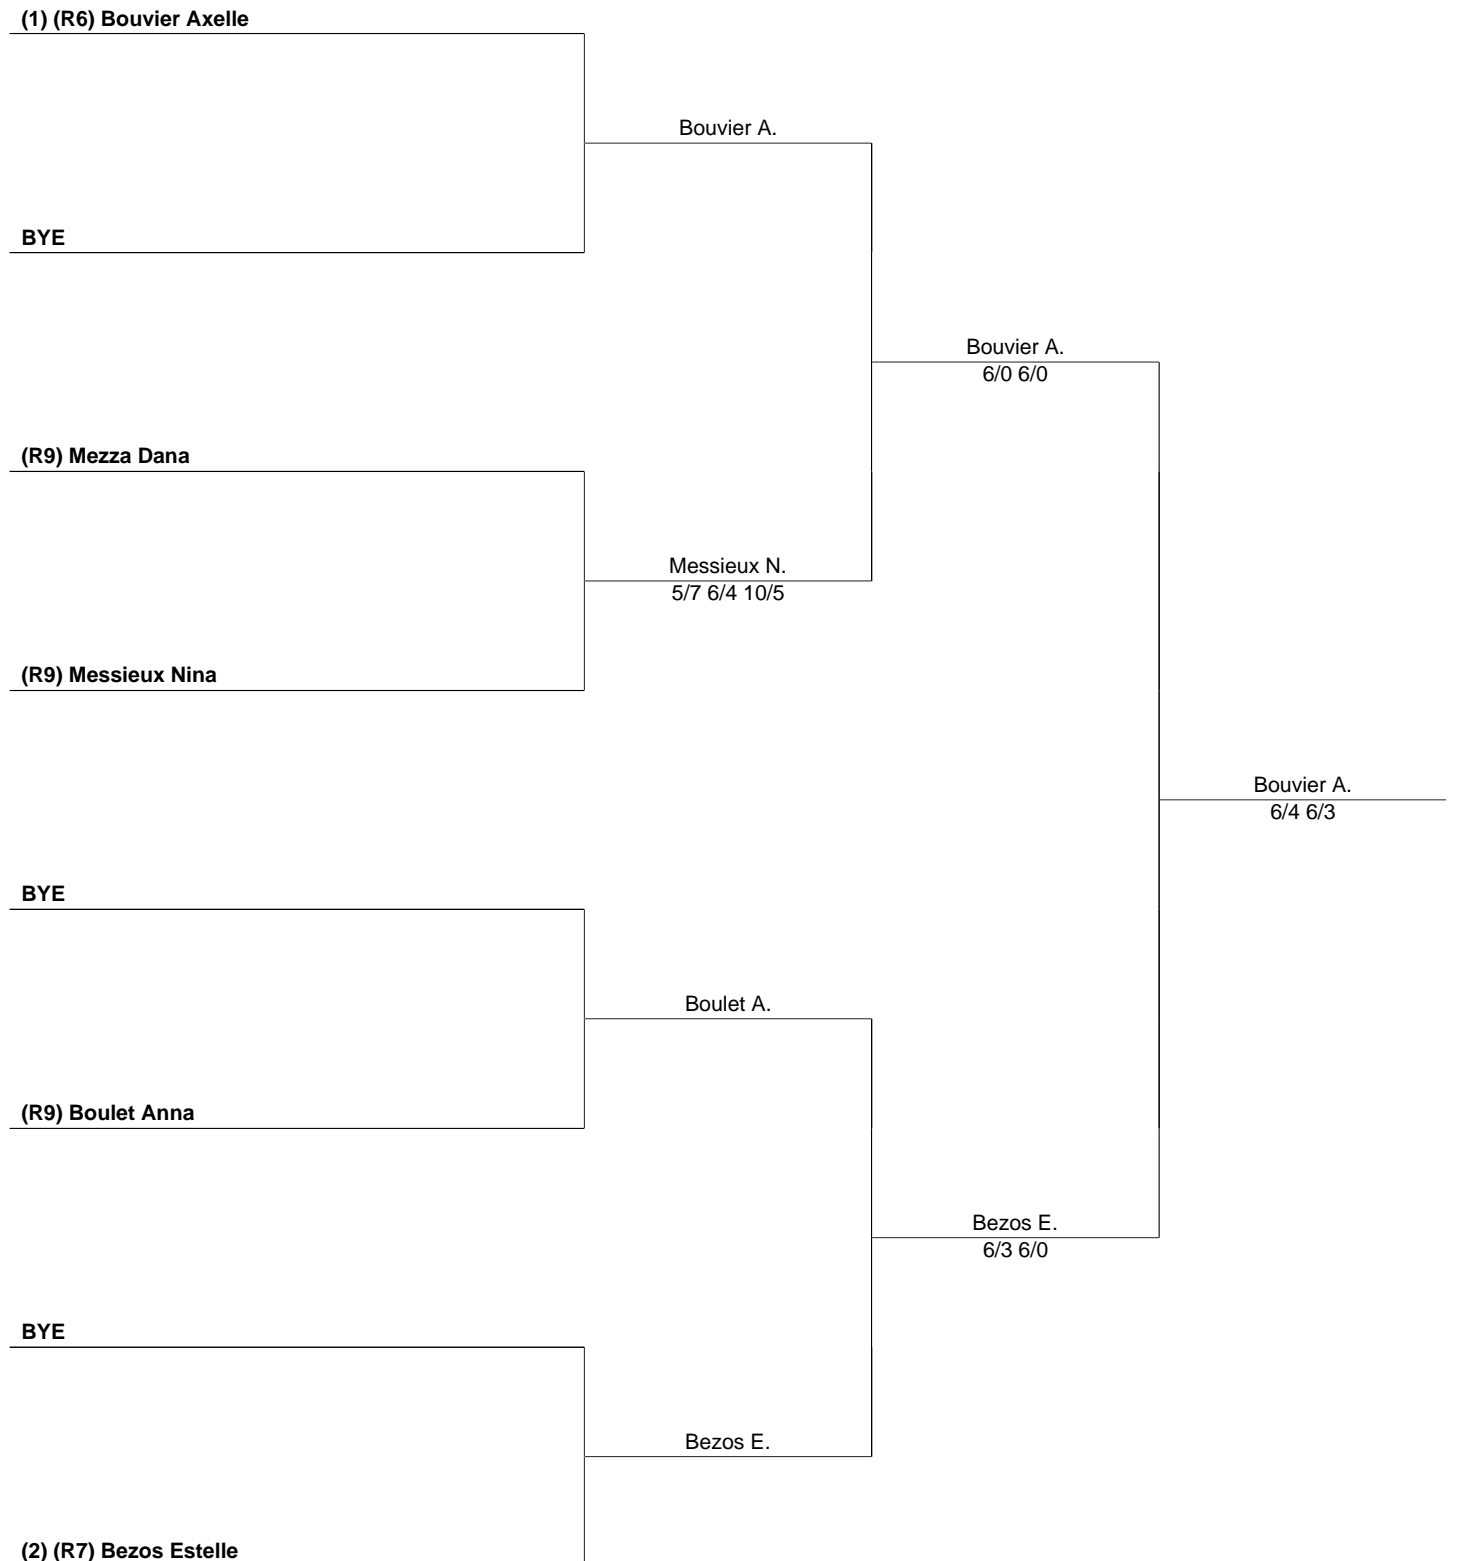 (1) (R6) Bouvier Axelle
Bouvier A.
BYE
Bouvier A.
6/0 6/0
(R9) Mezza Dana
Messieux N.
5/7 6/4 10/5
(R9) Messieux Nina
Bouvier A.
6/4 6/3
BYE
Boulet A.
(R9) Boulet Anna
Bezos E.
6/3 6/0
BYE
Bezos E.
(2) (R7) Bezos Estelle